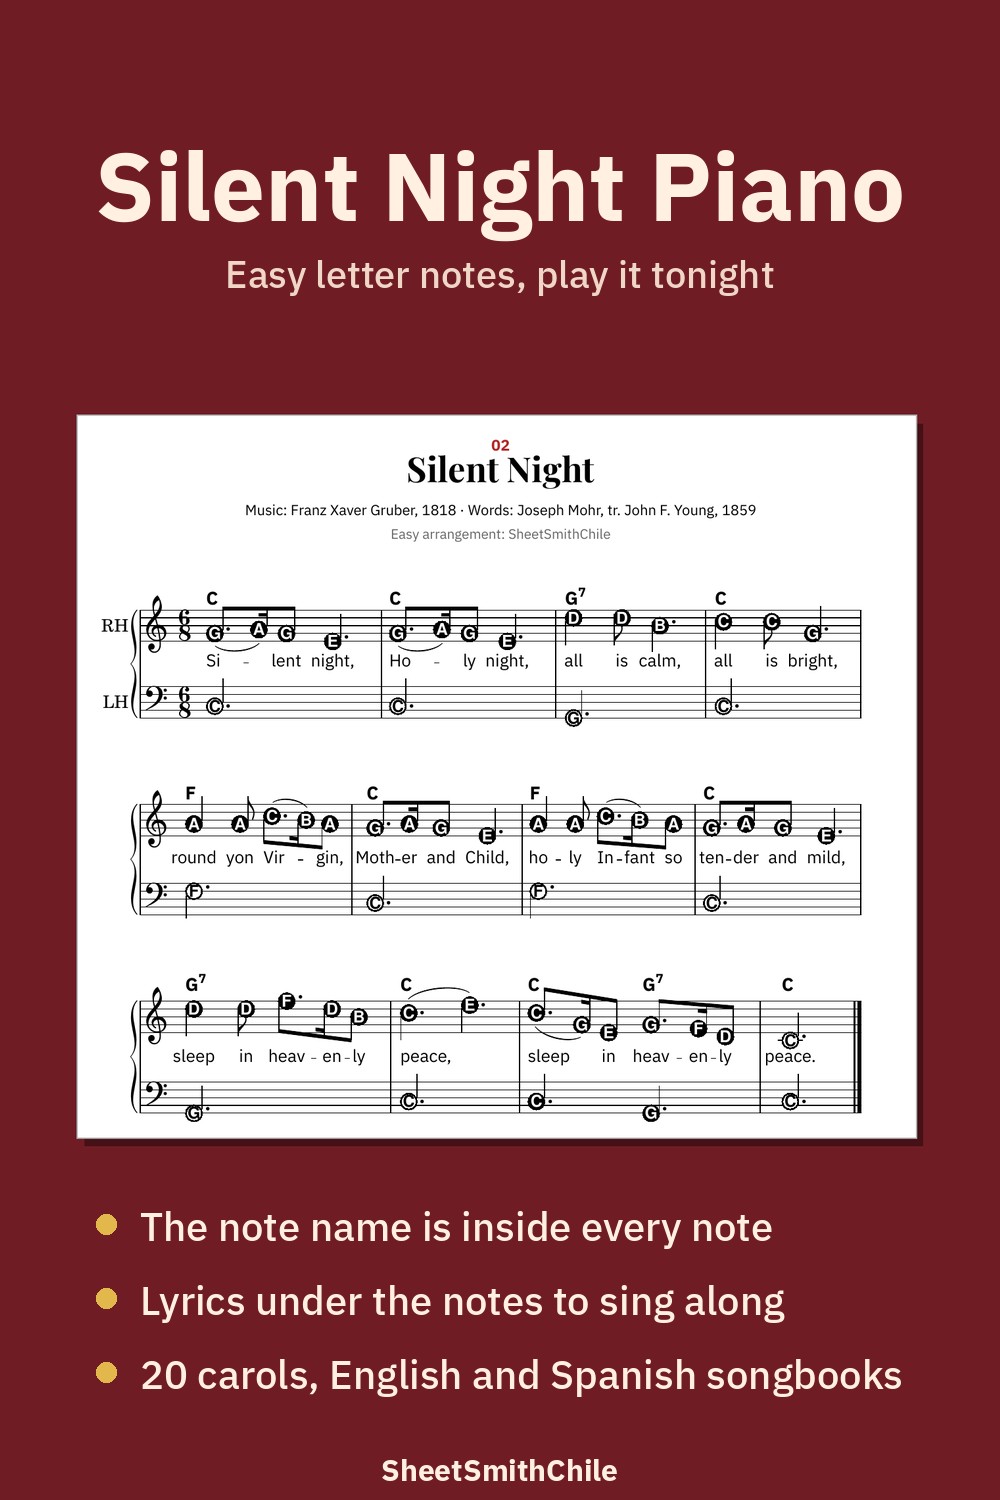 Silent Night Piano
Easy letter notes, play it tonight
02
Silent Night
Music: Franz Xaver Gruber, 1818 · Words: Joseph Mohr, tr. John F. Young, 1859
Easy arrangement: SheetSmithChile
C C G7 C
RH 6 8 G A G E G A G E D D B C C G
Si - lent night, Ho - ly night, all is calm, all is bright,
LH 6 8 C C G C
F C F C
A A C B A G A G E A A C B A G A G E
round yon Vir - gin, Moth-er and Child, ho - ly In-fant so ten-der and mild,
F C F C
G7 C C G7 C
D D F D B C E C G E G F D C
sleep in heav - en-ly peace, sleep in heav - en-ly peace.
G C C G C
The note name is inside every note
Lyrics under the notes to sing along
20 carols, English and Spanish songbooks
SheetSmithChile